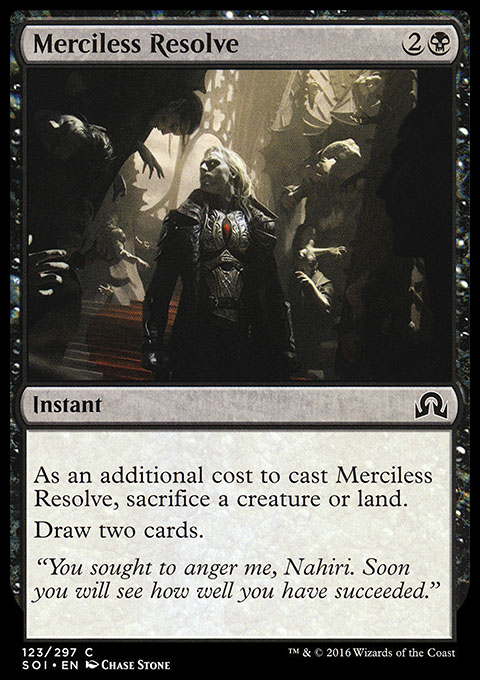 Merciless Resolve 2
Instant
As an additional cost to cast Merciless
Resolve, sacrifice a creature or land.
Draw two cards.
“You sought to anger me, Nahiri. Soon
you will see how well you have succeeded.”
123/297 C
SOI • EN Chase Stone
™ & © 2016 Wizards of the Coast